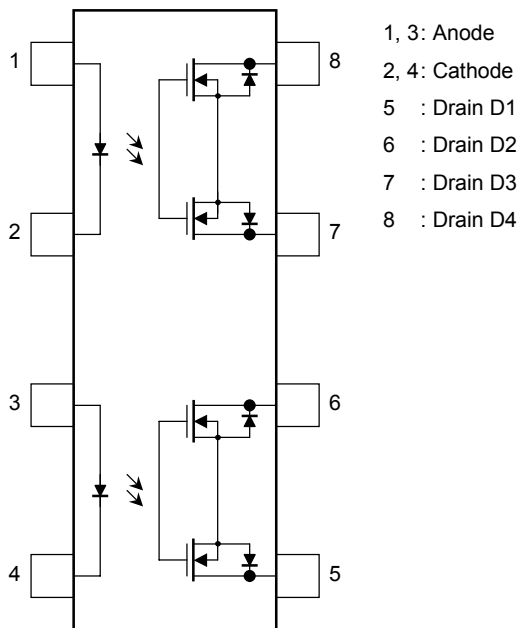 1
8
2
7
3
6
4
5
1, 3: Anode
2, 4: Cathode
5 : Drain D1
6 : Drain D2
7 : Drain D3
8 : Drain D4